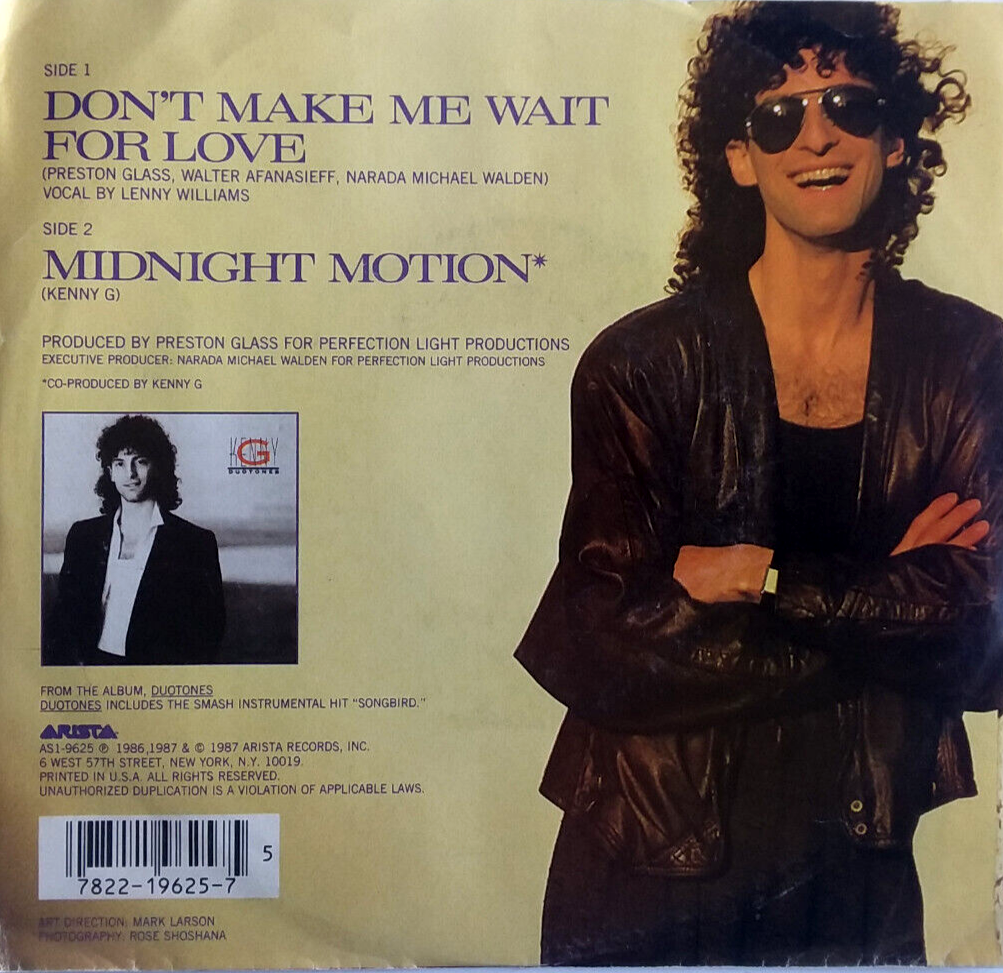 SIDE 1
DON'T MAKE ME WAIT
FOR LOVE
(PRESTON GLASS, WALTER AFANASIEFF, NARADA MICHAEL WALDEN)
VOCAL BY LENNY WILLIAMS
SIDE 2
MIDNIGHT MOTION*
(KENNY G)
PRODUCED BY PRESTON GLASS FOR PERFECTION LIGHT PRODUCTIONS
EXECUTIVE PRODUCER: NARADA MICHAEL WALDEN FOR PERFECTION LIGHT PRODUCTIONS
*CO-PRODUCED BY KENNY G
KENNY G
DUOTONES
FROM THE ALBUM, DUOTONES
DUOTONES INCLUDES THE SMASH INSTRUMENTAL HIT "SONGBIRD."
ARISTA
AS1-9625 ℗ 1986,1987 & © 1987 ARISTA RECORDS, INC.
6 WEST 57TH STREET, NEW YORK, N.Y. 10019.
PRINTED IN U.S.A. ALL RIGHTS RESERVED.
UNAUTHORIZED DUPLICATION IS A VIOLATION OF APPLICABLE LAWS.
5
7822-19625-7
ART DIRECTION: MARK LARSON
PHOTOGRAPHY: ROSE SHOSHANA